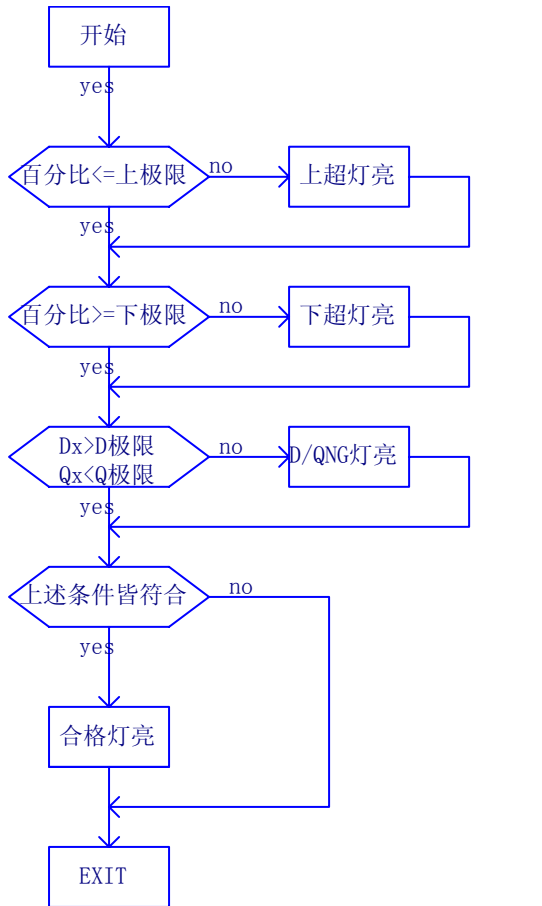 开始
yes
百分比<=上极限
no
上超灯亮
yes
百分比>=下极限
no
下超灯亮
yes
Dx>D极限
Qx<Q极限
no
D/QNG灯亮
yes
上述条件皆符合
no
yes
合格灯亮
EXIT